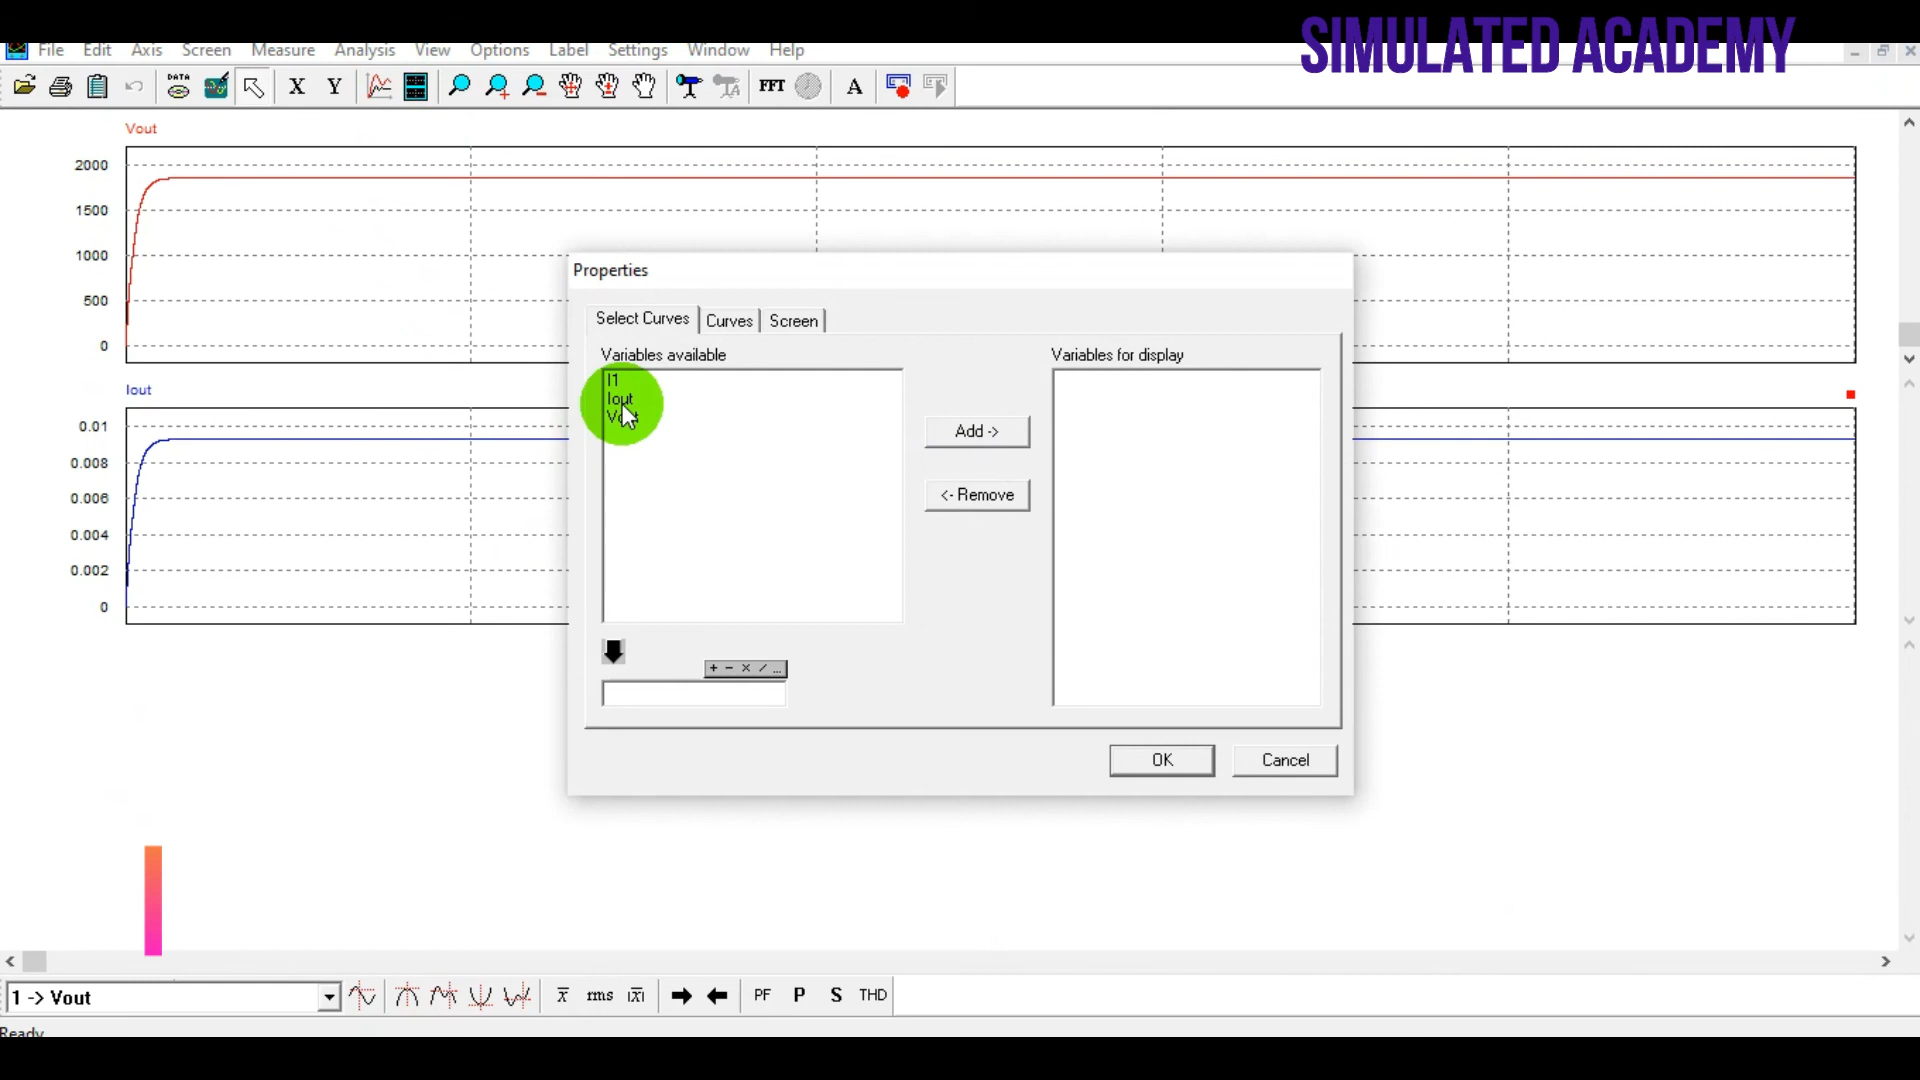 SIMULATED ACADEMY
File Edit Axis Screen Measure Analysis View Options Label Settings Window Help
DATA X Y FFT A
Vout
2000
1500
1000
500
0
Iout
0.01
0.008
0.006
0.004
0.002
0
Properties
Select Curves Curves Screen
Variables available
Variables for display
I1
Iout
Vout
Add ->
<- Remove
+ - × / ...
OK Cancel
1 -> Vout
x rms |x| PF P S THD
Ready